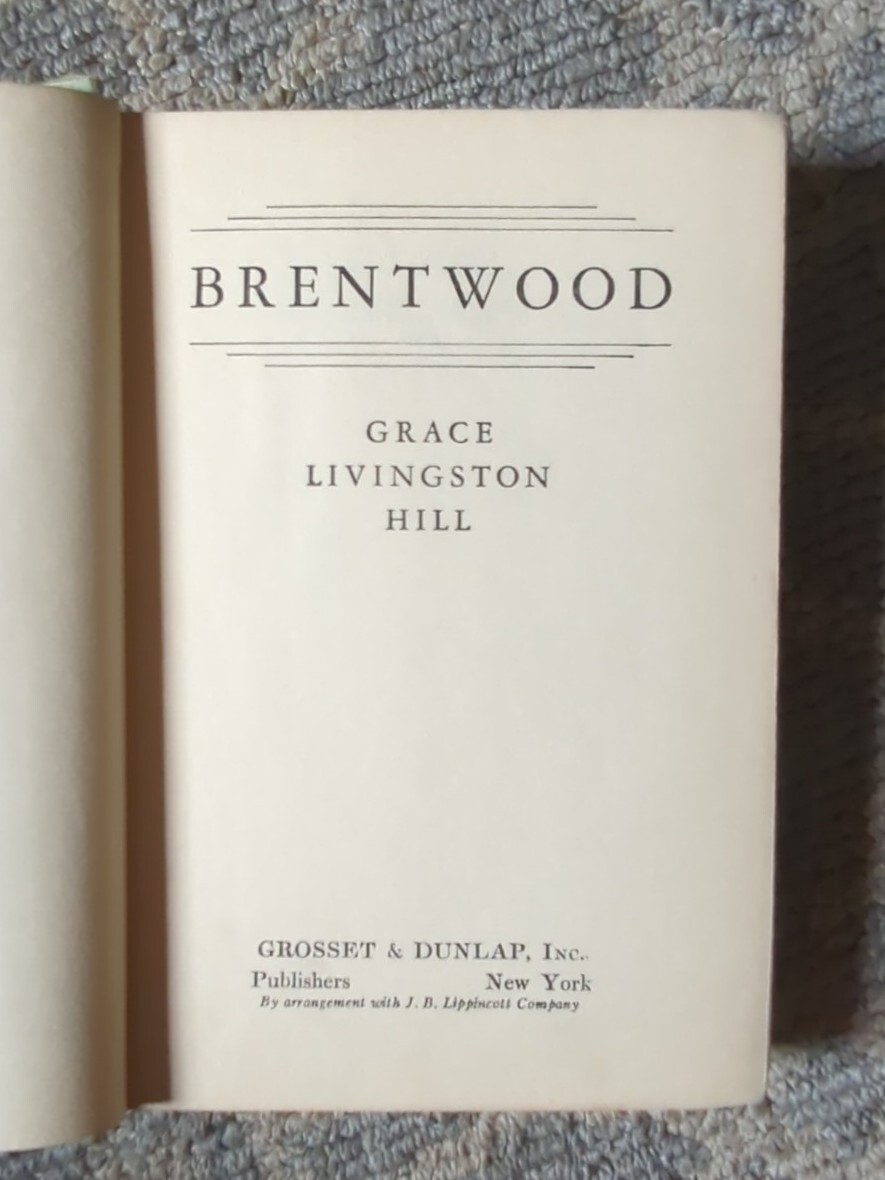 BRENTWOOD
GRACE
LIVINGSTON
HILL
GROSSET & DUNLAP, INC.
Publishers New York
By arrangement with J. B. Lippincott Company